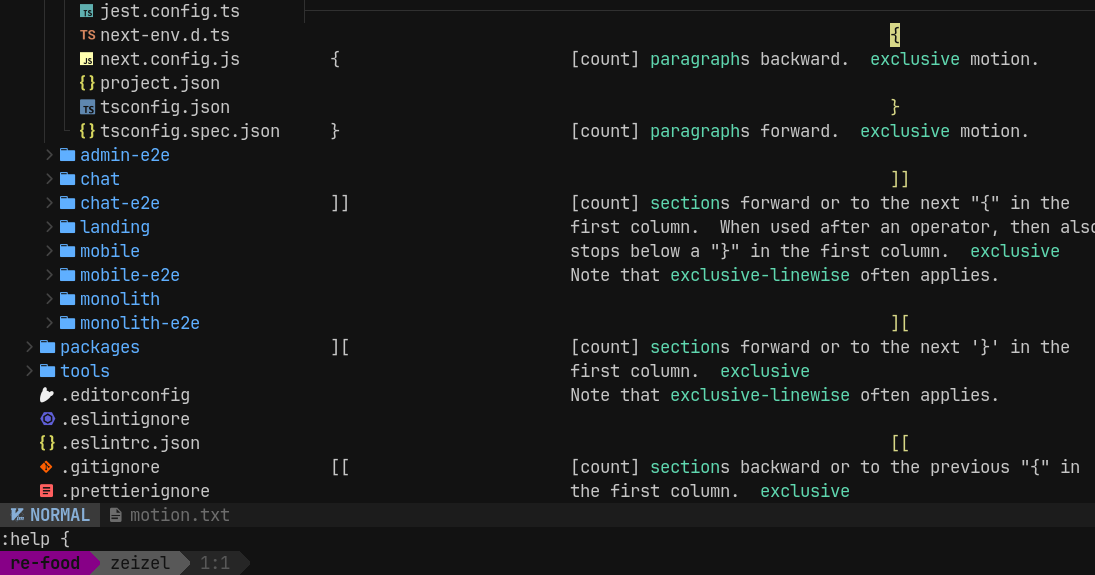 jest.config.ts
next-env.d.ts
next.config.js
project.json
tsconfig.json
tsconfig.spec.json
admin-e2e
chat
chat-e2e
landing
mobile
mobile-e2e
monolith
monolith-e2e
packages
tools
.editorconfig
.eslintignore
.eslintrc.json
.gitignore
.prettierignore
{
{ [count] paragraphs backward. exclusive motion.
}
} [count] paragraphs forward. exclusive motion.
]]
]] [count] sections forward or to the next "{" in the
first column. When used after an operator, then also
stops below a "}" in the first column. exclusive
Note that exclusive-linewise often applies.
][
][ [count] sections forward or to the next '}' in the
first column. exclusive
Note that exclusive-linewise often applies.
[[
[[ [count] sections backward or to the previous "{" in
the first column. exclusive
NORMAL motion.txt
:help {
re-food zeizel 1:1